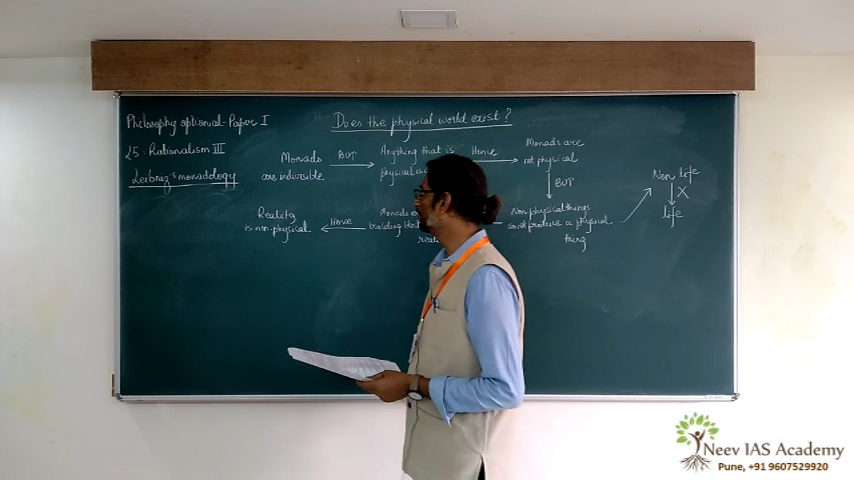 Philosophy optional-Paper I
Does the physical world exist?
L5: Rationalism III
Leibniz's monadology
Monads
are indivisible
BUT
Anything that is
physical is
Hence
Monads are
not physical
BUT
Non physical things
can't produce a physical
thing
Non life
X
life
building
Hence
Reality
is non-physical
Neev IAS Academy
Pune, +91 9607529920